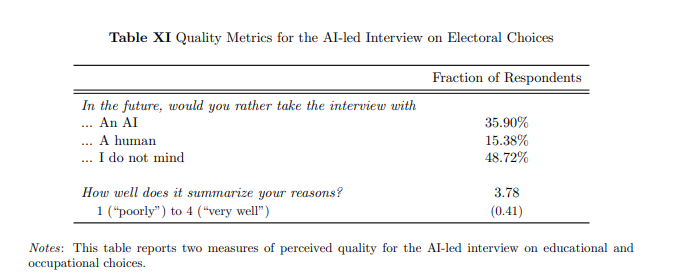 Table XI Quality Metrics for the AI-led Interview on Electoral Choices
Fraction of Respondents
In the future, would you rather take the interview with
... An AI 35.90%
... A human 15.38%
... I do not mind 48.72%
How well does it summarize your reasons? 3.78
1 (“poorly”) to 4 (“very well”) (0.41)
Notes: This table reports two measures of perceived quality for the AI-led interview on educational and
occupational choices.